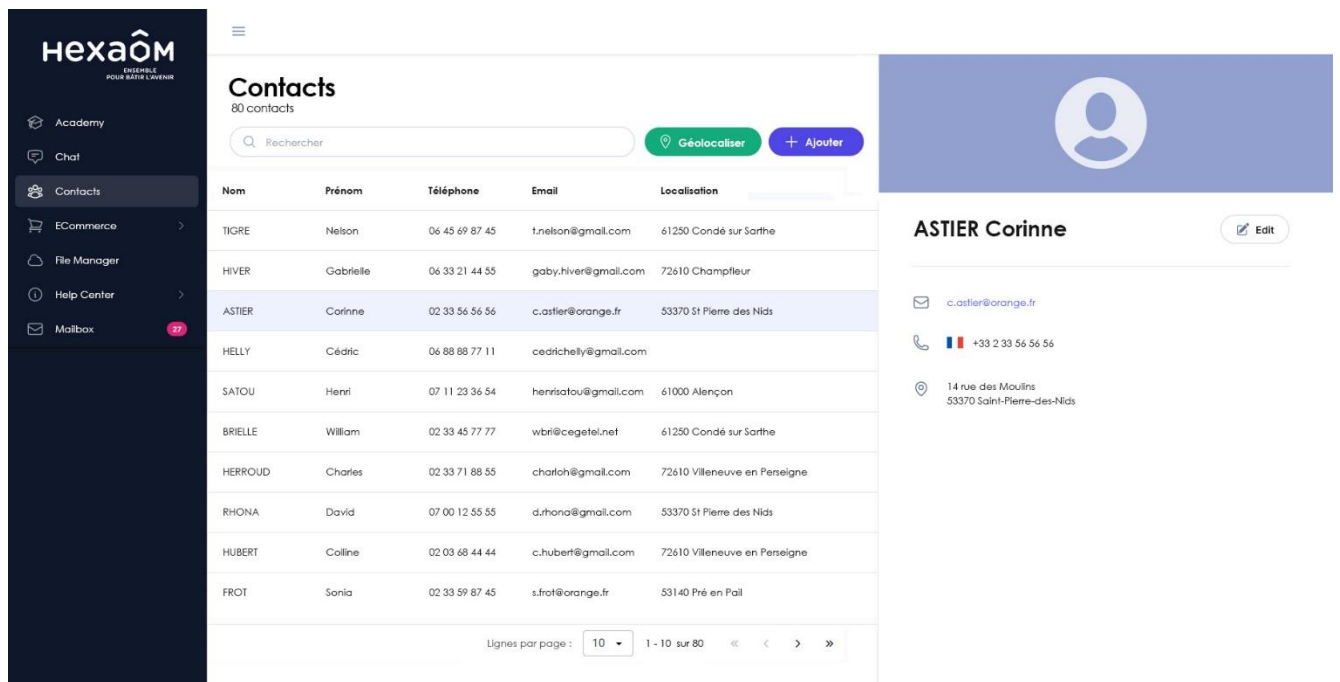 HEXAÔM
ENSEMBLE
POUR BÂTIR L'AVENIR
Academy
Chat
Contacts
ECommerce
File Manager
Help Center
Mailbox 27
Contacts
80 contacts
Rechercher
Géolocaliser
+ Ajouter
Nom Prénom Téléphone Email Localisation
TIGRE Nelson 06 45 69 87 45 t.nelson@gmail.com 61250 Condé sur Sarthe
HIVER Gabrielle 06 33 21 44 55 gaby.hiver@gmail.com 72610 Champfleur
ASTIER Corinne 02 33 56 56 56 c.astier@orange.fr 53370 St Pierre des Nids
HELLY Cédric 06 88 88 77 11 cedrichelly@gmail.com
SATOU Henri 07 11 23 36 54 henrisatou@gmail.com 61000 Alençon
BRIELLE William 02 33 45 77 77 wbri@cegetel.net 61250 Condé sur Sarthe
HERROUD Charles 02 33 71 88 55 charloh@gmail.com 72610 Villeneuve en Perseigne
RHONA David 07 00 12 55 55 d.rhona@gmail.com 53370 St Pierre des Nids
HUBERT Colline 02 03 68 44 44 c.hubert@gmail.com 72610 Villeneuve en Perseigne
FROT Sonia 02 33 59 87 45 s.frot@orange.fr 53140 Pré en Pail
Lignes par page : 10 1 - 10 sur 80 « < > »
ASTIER Corinne
Edit
c.astier@orange.fr
+33 2 33 56 56 56
14 rue des Moulins
53370 Saint-Pierre-des-Nids